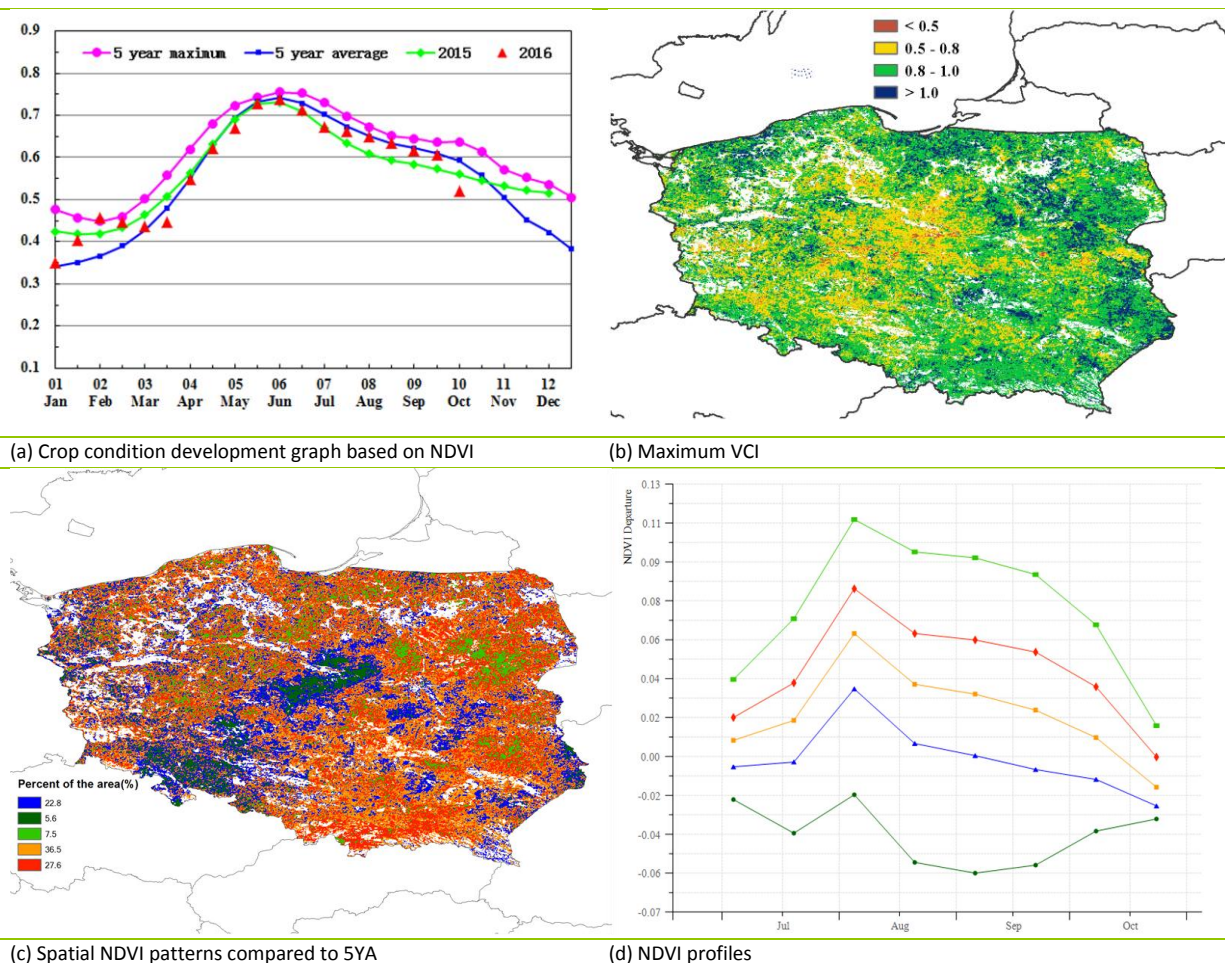 0.9
5 year maximum 5 year average 2015 2016
0.8
0.7
0.6
0.5
0.4
0.3
0.2
0.1
01 02 03 04 05 06 07 08 09 10 11 12
Jan Feb Mar Apr May Jun Jul Aug Sep Oct Nov Dec
< 0.5
0.5 - 0.8
0.8 - 1.0
> 1.0
(a) Crop condition development graph based on NDVI
(b) Maximum VCI
Percent of the area(%)
22.8
5.6
7.5
36.5
27.6
NDVI Departure
0.13
0.11
0.08
0.06
0.04
0.02
0.00
-0.02
-0.04
-0.06
-0.07
Jul Aug Sep Oct
(c) Spatial NDVI patterns compared to 5YA
(d) NDVI profiles